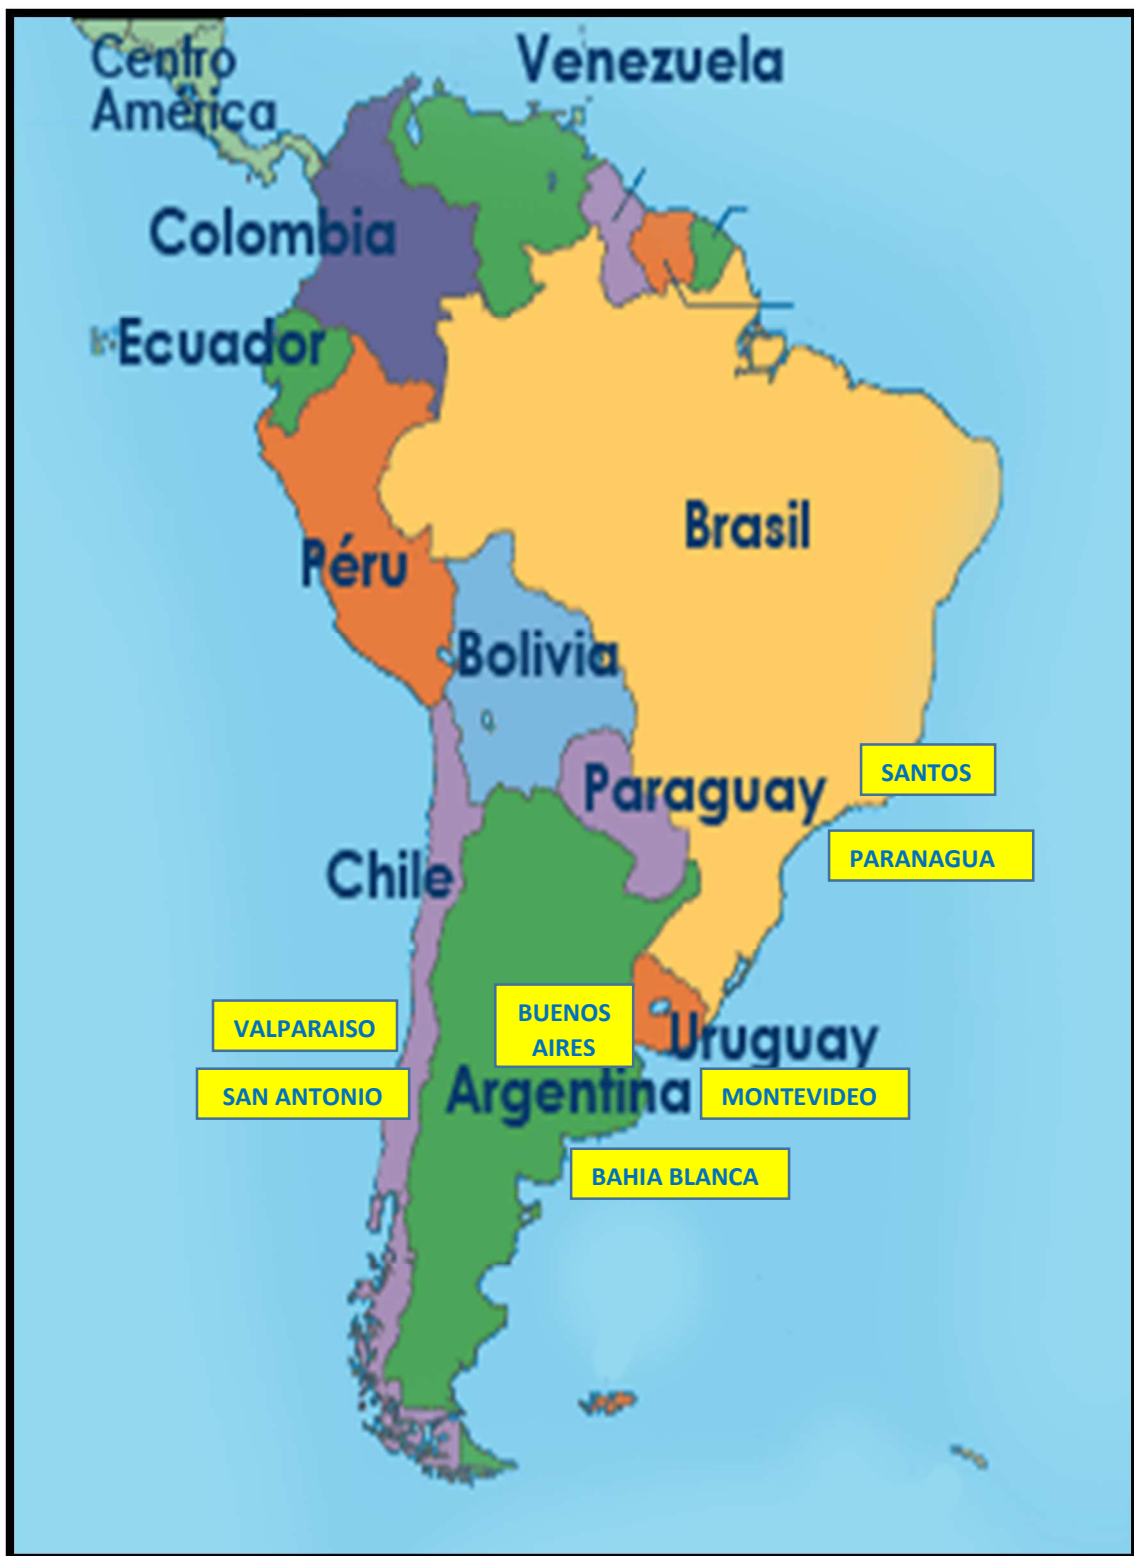 Centro
América
Venezuela
Colombia
Ecuador
Péru
Brasil
Bolivia
SANTOS
Paraguay
PARANAGUA
Chile
VALPARAISO
BUENOS
AIRES
Uruguay
SAN ANTONIO
Argentina
MONTEVIDEO
BAHIA BLANCA